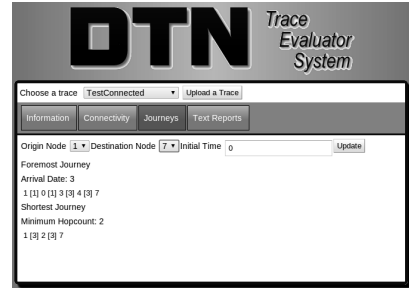 DTN
Trace
Evaluator
System
Choose a trace TestConnected Upload a Trace
Information Connectivity Journeys Text Reports
Origin Node 1 Destination Node 7 Initial Time 0 Update
Foremost Journey
Arrival Date: 3
1 [1] 0 [1] 3 [3] 4 [3] 7
Shortest Journey
Minimum Hopcount: 2
1 [3] 2 [3] 7